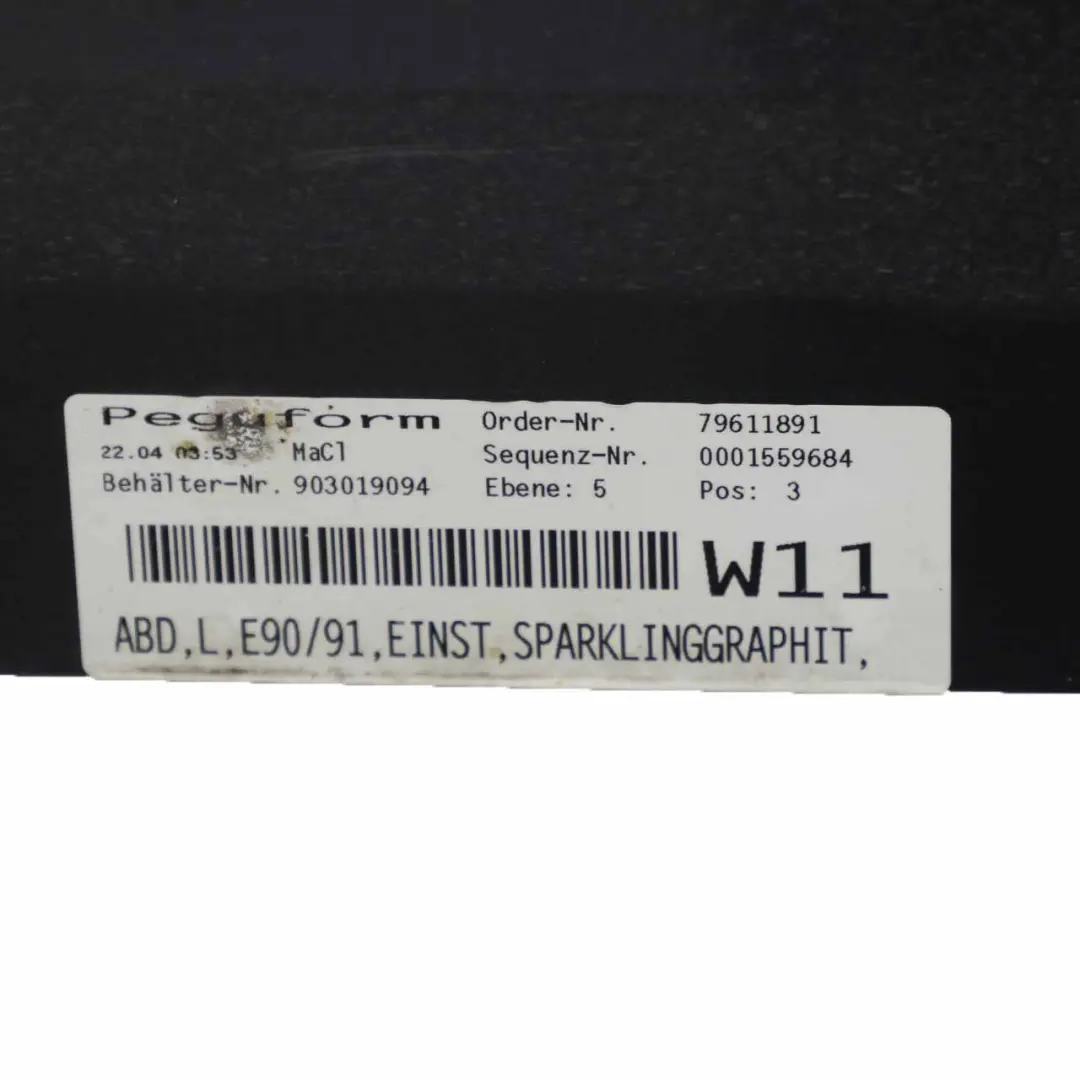 Peguform Order-Nr. 79611891
22.04 03:53 MaCl Sequenz-Nr. 0001559684
Behälter-Nr. 903019094 Ebene: 5 Pos: 3
W11
ABD,L,E90/91,EINST,SPARKLINGGRAPHIT,